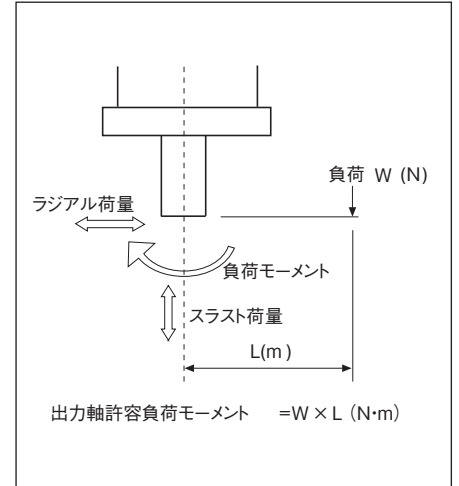 負荷 W (N)
ラジアル荷量
負荷モーメント
スラスト荷量
L(m)
出力軸許容負荷モーメント =W×L (N･m)